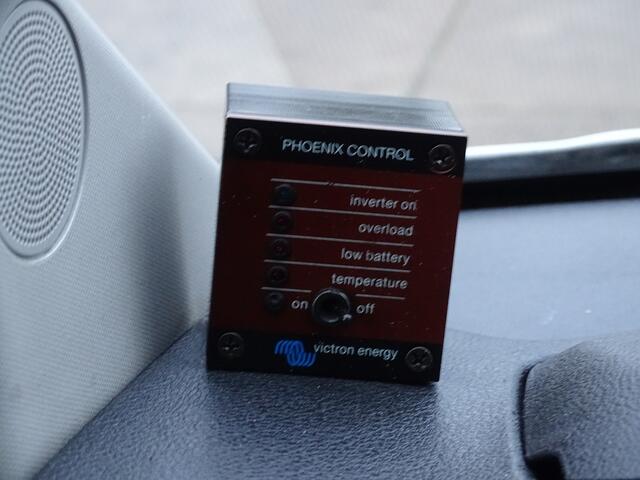 PHOENIX CONTROL
inverter on
overload
low battery
temperature
on off
victron energy